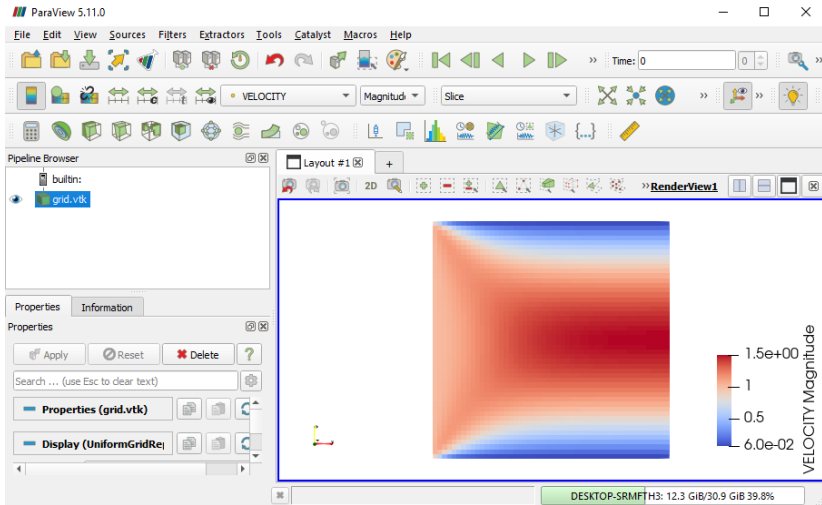 ParaView 5.11.0
File Edit View Sources Filters Extractors Tools Catalyst Macros Help
» Time: 0 0 »
VELOCITY Magnitud Slice » »
{...}
Pipeline Browser
builtin:
grid.vtk
Layout #1 +
2D »RenderView1
Properties Information
Properties
Apply Reset Delete ?
Search ... (use Esc to clear text)
Properties (grid.vtk)
Display (UniformGridRe
1.5e+00
1
0.5
6.0e-02
VELOCITY Magnitude
DESKTOP-SRMFTH3: 12.3 GiB/30.9 GiB 39.8%